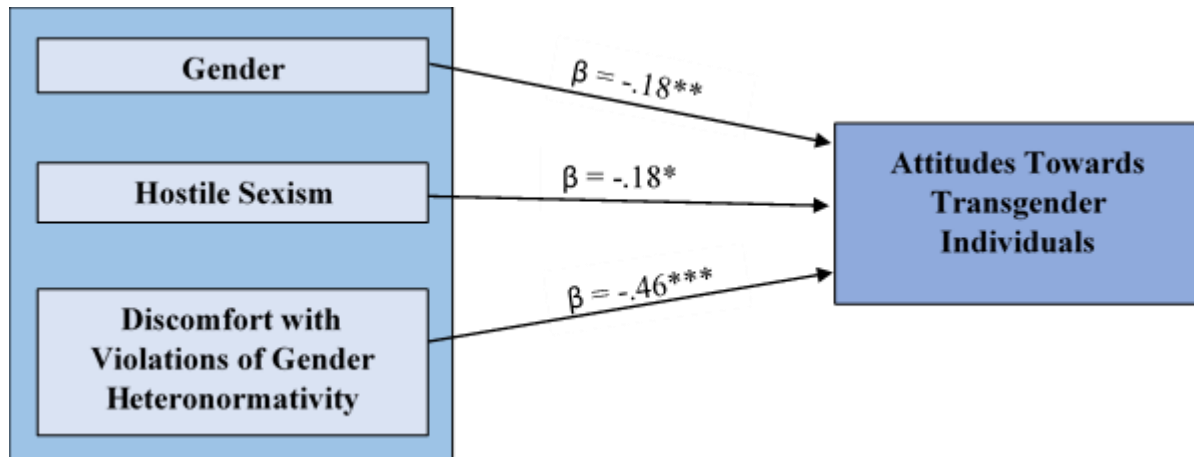 Gender
β = -.18**
Hostile Sexism
β = -.18*
Attitudes Towards
Transgender
Individuals
Discomfort with
Violations of Gender
Heteronormativity
β = -.46***